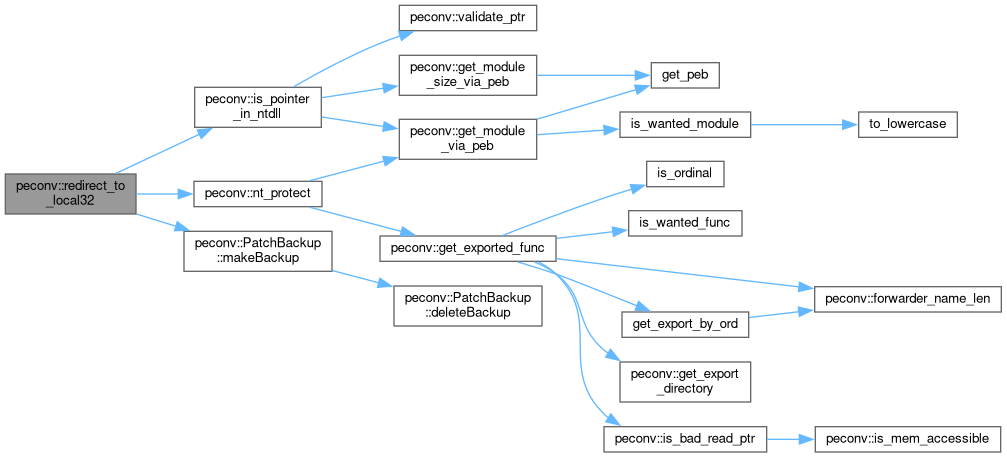 peconv::redirect_to
_local32
peconv::is_pointer
_in_ntdll
peconv::nt_protect
peconv::PatchBackup
::makeBackup
peconv::validate_ptr
peconv::get_module
_size_via_peb
peconv::get_module
_via_peb
peconv::get_exported_func
peconv::PatchBackup
::deleteBackup
get_peb
is_wanted_module
to_lowercase
is_ordinal
is_wanted_func
peconv::forwarder_name_len
get_export_by_ord
peconv::get_export
_directory
peconv::is_bad_read_ptr
peconv::is_mem_accessible